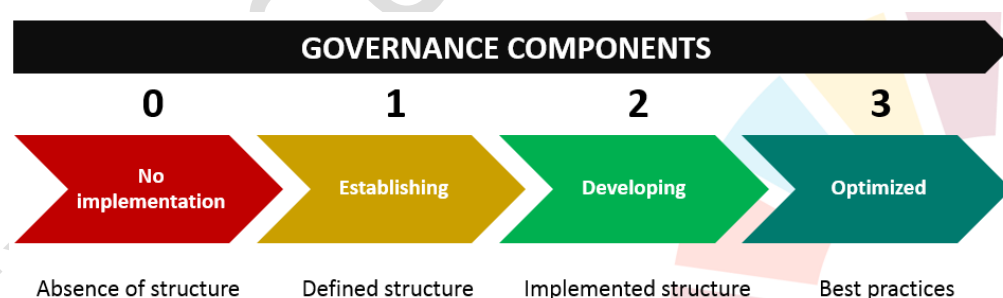 GOVERNANCE COMPONENTS
0 1 2 3
No
implementation
Establishing
Developing
Optimized
Absence of structure
Defined structure
Implemented structure
Best practices